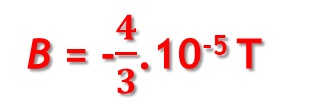 B = -4/3 . 10^-5 T